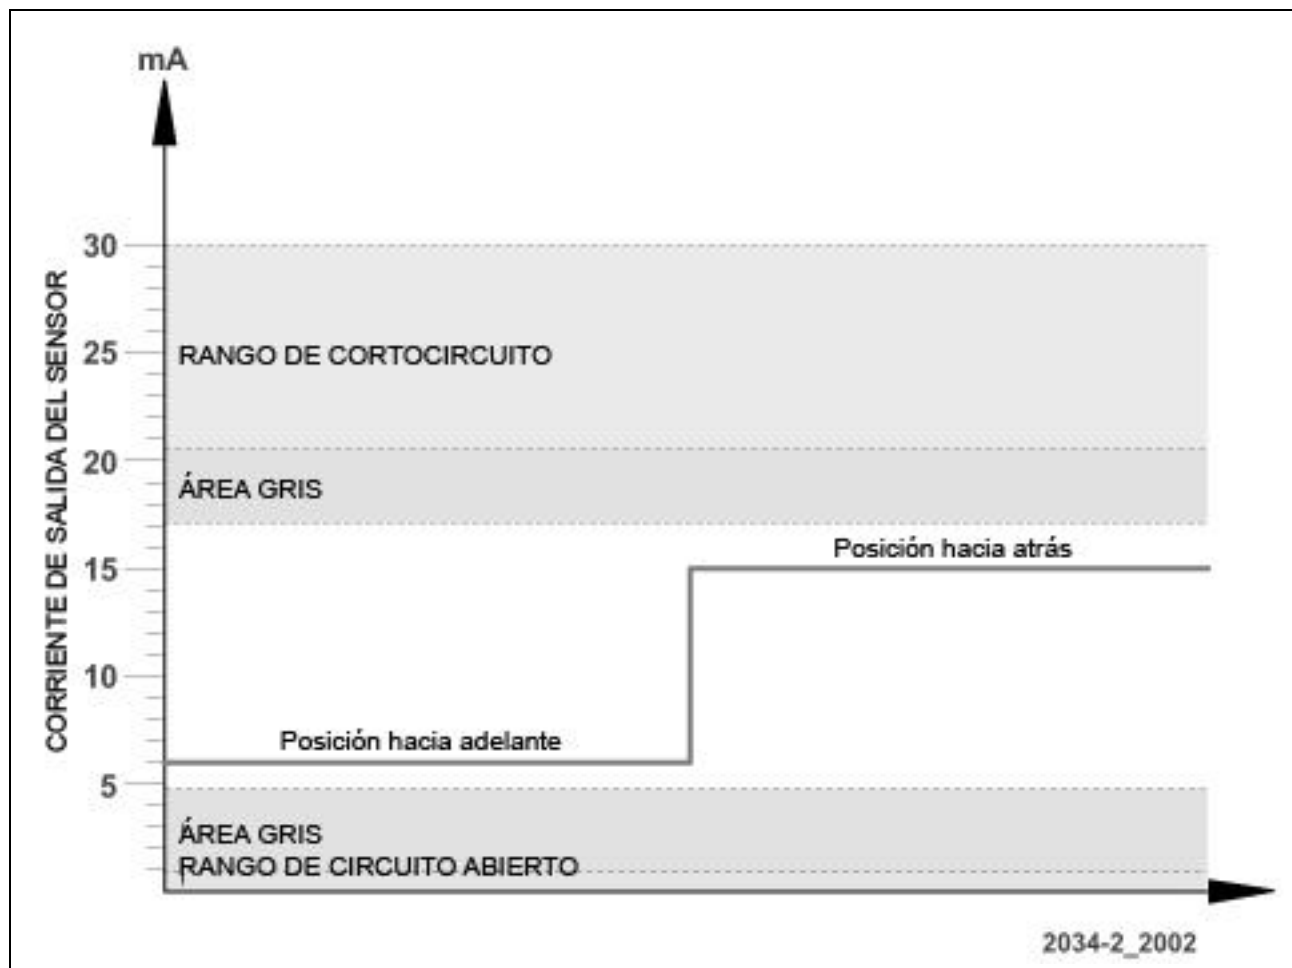 mA
30
RANGO DE CORTOCIRCUITO
25
20
ÁREA GRIS
Posición hacia atrás
15
10
Posición hacia adelante
5
ÁREA GRIS
RANGO DE CIRCUITO ABIERTO
CORRIENTE DE SALIDA DEL SENSOR
2034-2_2002